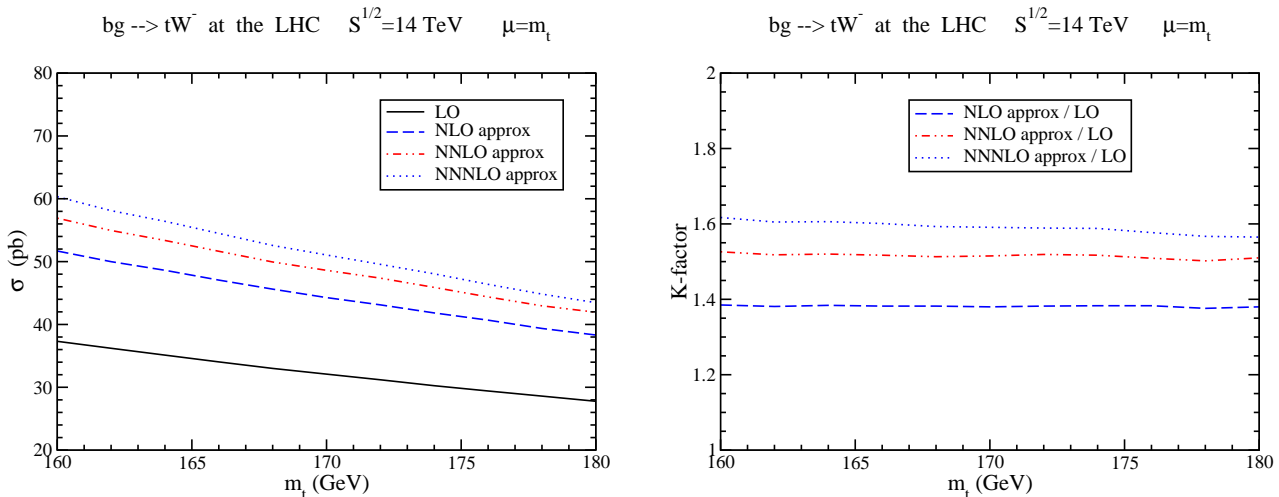 bg --> tW⁻ at the LHC S^1/2=14 TeV μ=m_t
80
70
60
50
40
30
20
σ (pb)
LO
NLO approx
NNLO approx
NNNLO approx
160
165
170
175
180
m_t (GeV)
bg --> tW⁻ at the LHC S^1/2=14 TeV μ=m_t
2
1.8
1.6
1.4
1.2
1
K-factor
NLO approx / LO
NNLO approx / LO
NNNLO approx / LO
160
165
170
175
180
m_t (GeV)